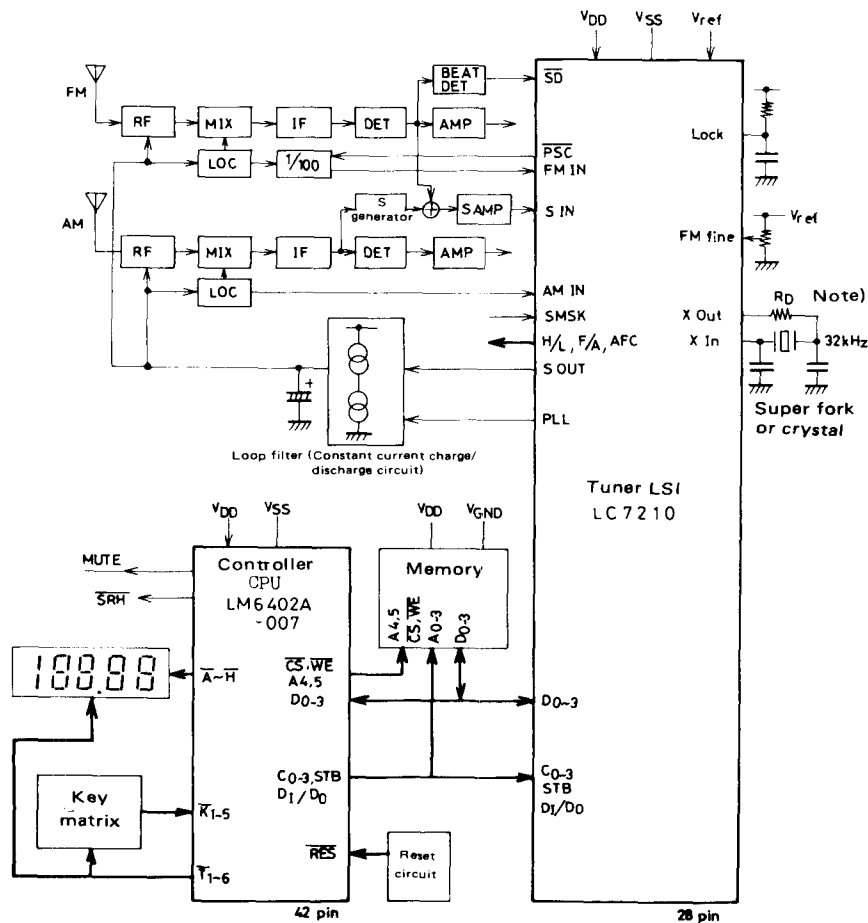 VDD
VSS
Vref
FM
RF
MIX
IF
DET
BEAT DET
AMP
SD
LOC
1/100
PSC
FM IN
Lock
S generator
S AMP
S IN
AM
RF
MIX
IF
DET
AMP
LOC
AM IN
SMSK
H/L, F/A, AFC
S OUT
PLL
Vref
FM fine
X Out
X In
RD
Note)
32kHz
Super fork
or crystal
Loop filter (Constant current charge/
discharge circuit)
Tuner LSI
LC7210
VDD
VSS
VDD
VGND
MUTE
SRH
Controller
CPU
LM6402A
-007
Memory
A4,5
CS,WE
A0-3
D0-3
188.88
A~H
CS,WE
A4,5
D0-3
D0~3
C0-3,STB
DI/DO
C0-3
STB
DI/DO
Key
matrix
K1-5
T1~6
RES
Reset
circuit
42 pin
28 pin